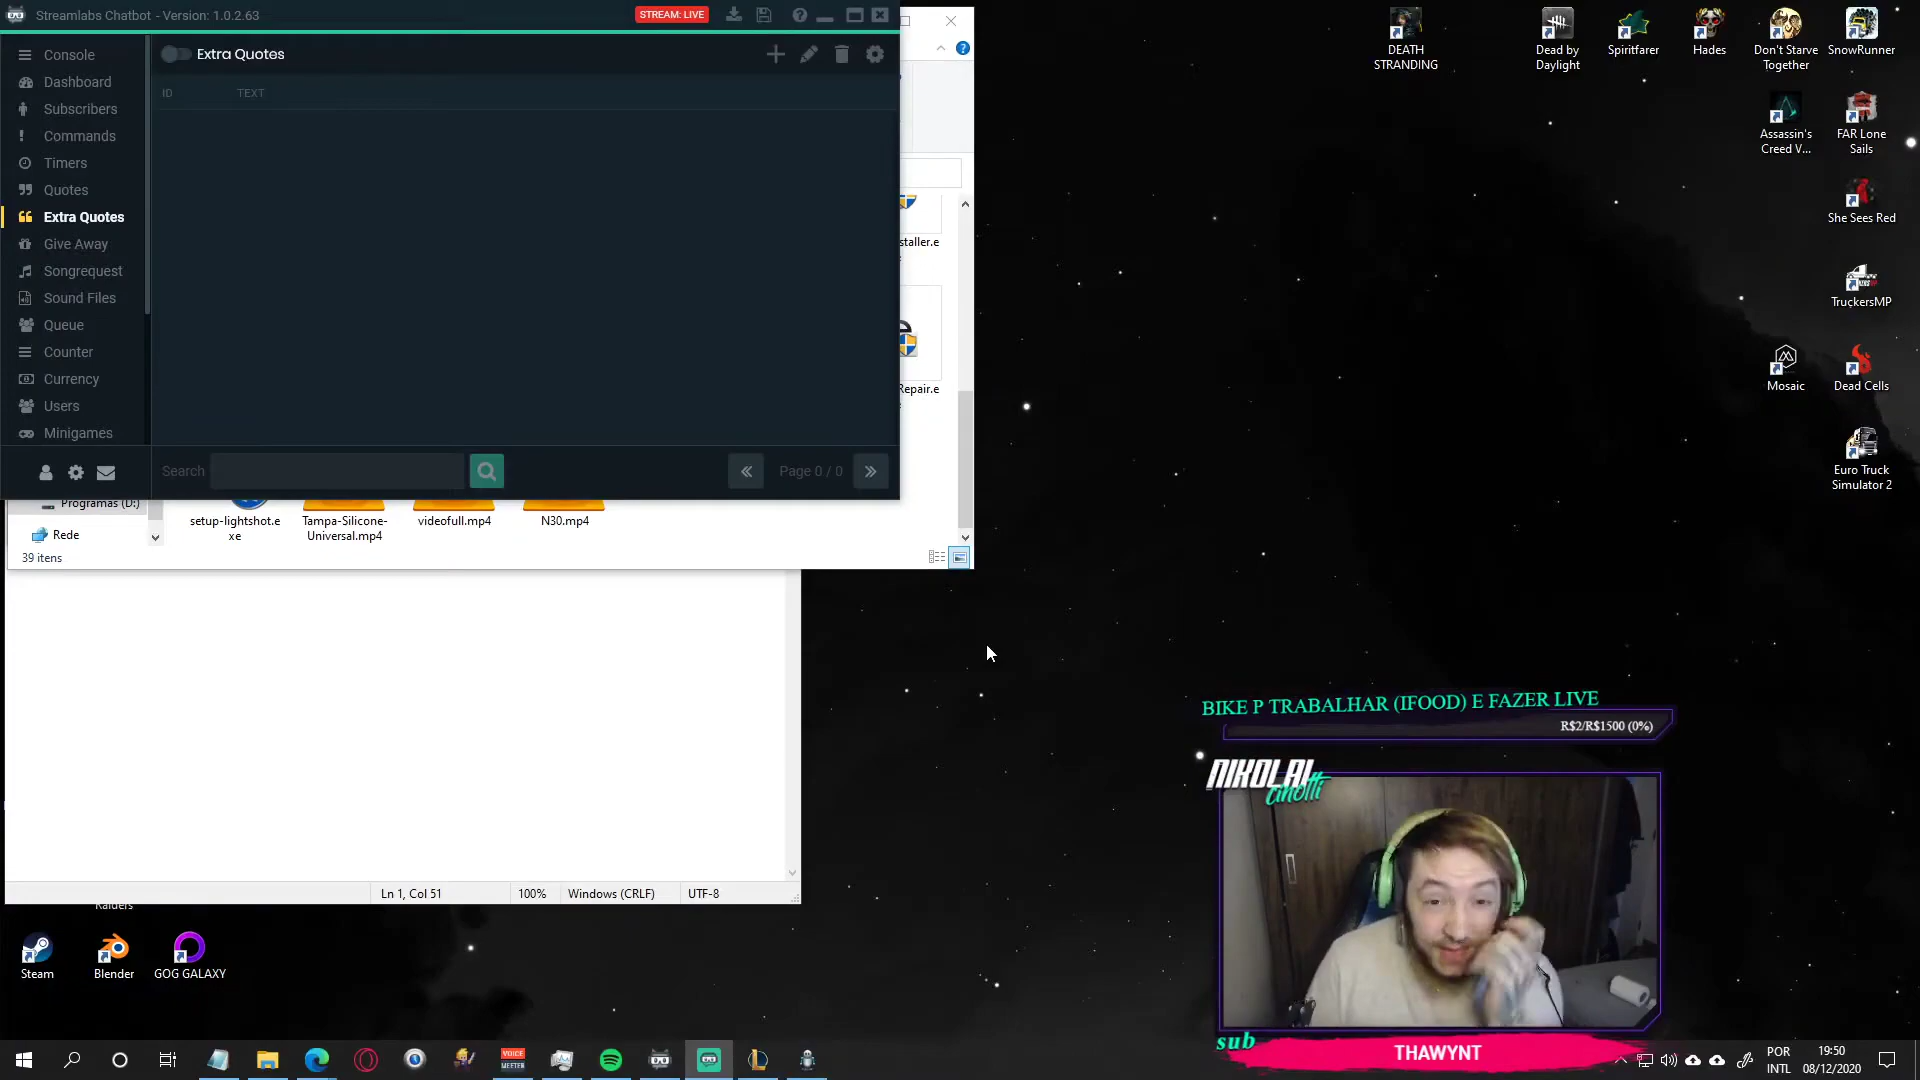 Streamlabs Chatbot - Version: 1.0.2.63
STREAM: LIVE
Console
Dashboard
Subscribers
Commands
Timers
Quotes
Extra Quotes
Give Away
Songrequest
Sound Files
Queue
Counter
Currency
Users
Minigames
Extra Quotes
ID TEXT
Search
Page 0 / 0
staller.e
e
Repair.e
e
Programas (D:)
Rede
39 itens
setup-lightshot.e
xe
Tampa-Silicone-
Universal.mp4
videofull.mp4
N30.mp4
Ln 1, Col 51
100%
Windows (CRLF)
UTF-8
Raiders
Steam
Blender
GOG GALAXY
DEATH
STRANDING
Dead by
Daylight
Spiritfarer
Hades
Don't Starve
Together
SnowRunner
Assassin's
Creed V...
FAR Lone
Sails
She Sees Red
TruckersMP
Mosaic
Dead Cells
Euro Truck
Simulator 2
BIKE P TRABALHAR (IFOOD) E FAZER LIVE
R$2/R$1500 (0%)
NIKOLAI
cinotti
sub
THAWYNT
VOICE
MEETER
POR
INTL
19:50
08/12/2020